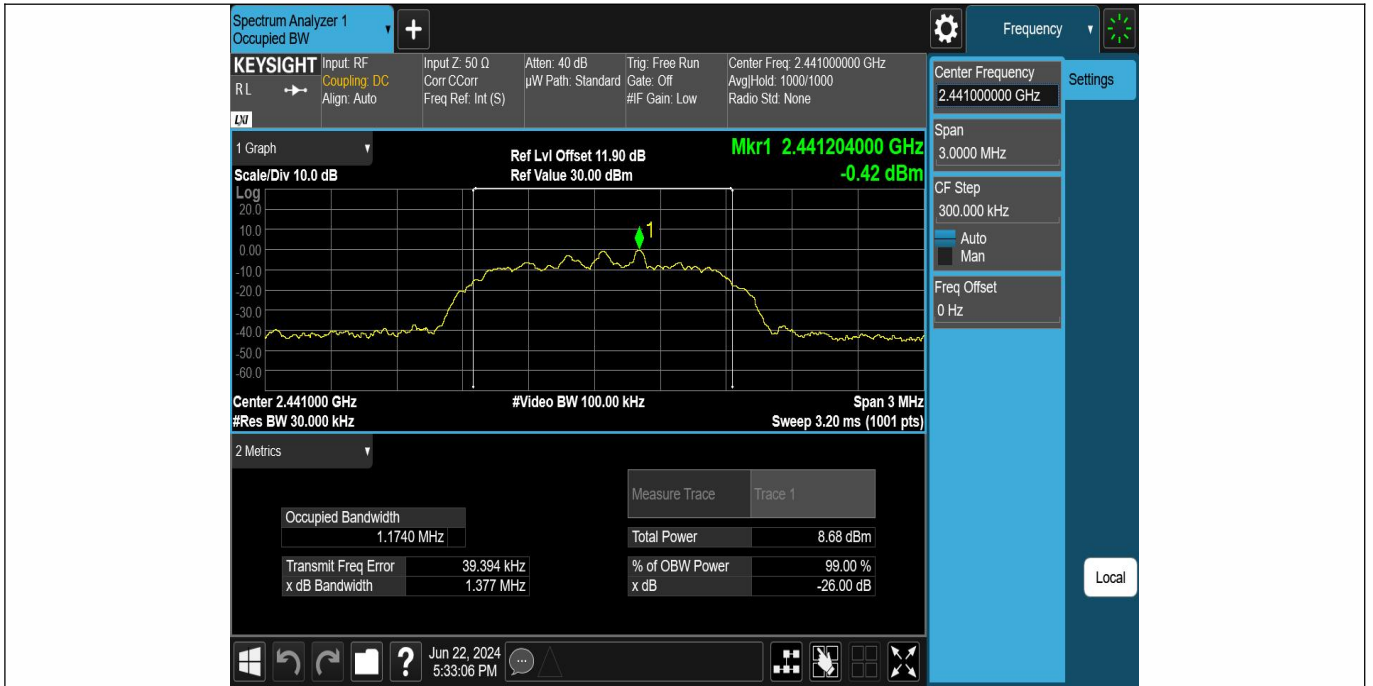 Spectrum Analyzer 1
Occupied BW
+
Frequency
KEYSIGHT
R L
LXI
Input: RF
Coupling: DC
Align: Auto
Input Z: 50 Ω
Corr CCorr
Freq Ref: Int (S)
Atten: 40 dB
µW Path: Standard
Trig: Free Run
Gate: Off
#IF Gain: Low
Center Freq: 2.441000000 GHz
Avg|Hold: 1000/1000
Radio Std: None
Center Frequency
2.441000000 GHz
Settings
Span
3.0000 MHz
CF Step
300.000 kHz
Auto
Man
Freq Offset
0 Hz
Local
1 Graph
Scale/Div 10.0 dB
Ref Lvl Offset 11.90 dB
Ref Value 30.00 dBm
Mkr1 2.441204000 GHz
-0.42 dBm
Log
20.0
10.0
0.00
-10.0
-20.0
-30.0
-40.0
-50.0
-60.0
1
Center 2.441000 GHz
#Res BW 30.000 kHz
#Video BW 100.00 kHz
Span 3 MHz
Sweep 3.20 ms (1001 pts)
2 Metrics
Measure Trace Trace 1
Occupied Bandwidth
1.1740 MHz
Total Power 8.68 dBm
Transmit Freq Error 39.394 kHz
% of OBW Power 99.00 %
x dB Bandwidth 1.377 MHz
x dB -26.00 dB
?
Jun 22, 2024
5:33:06 PM